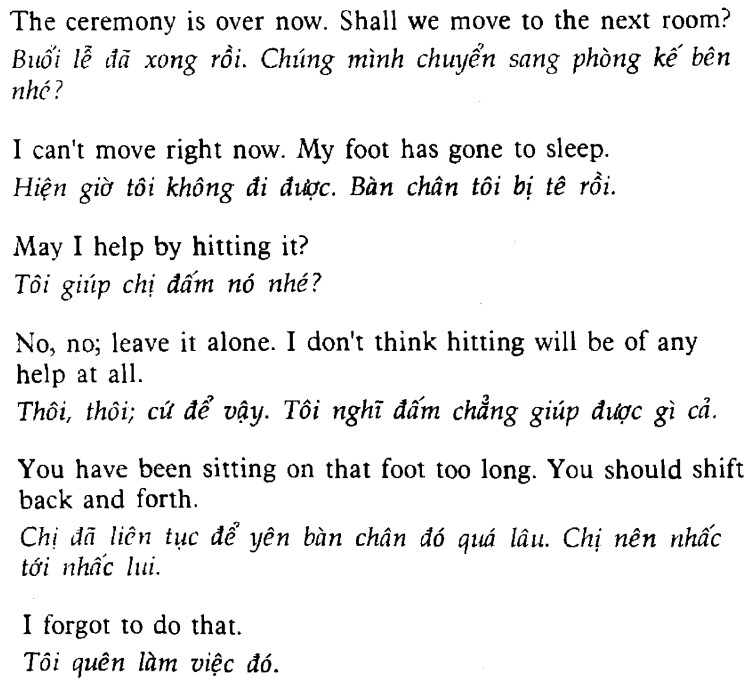 The ceremony is over now. Shall we move to the next room?
Buổi lễ đã xong rồi. Chúng mình chuyển sang phòng kế bên
nhé?
I can't move right now. My foot has gone to sleep.
Hiện giờ tôi không đi được. Bàn chân tôi bị tê rồi.
May I help by hitting it?
Tôi giúp chị đấm nó nhé?
No, no; leave it alone. I don't think hitting will be of any
help at all.
Thôi, thôi; cứ để vậy. Tôi nghĩ đấm chẳng giúp được gì cả.
You have been sitting on that foot too long. You should shift
back and forth.
Chị đã liên tục để yên bàn chân đó quá lâu. Chị nên nhấc
tới nhấc lui.
I forgot to do that.
Tôi quên làm việc đó.